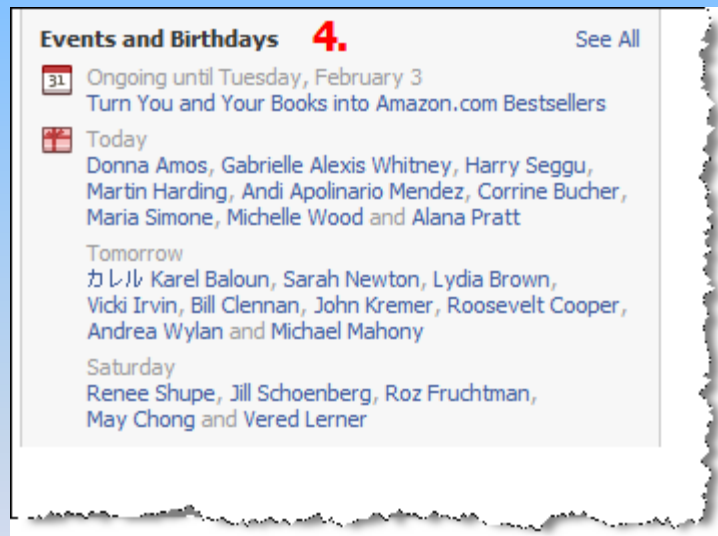 Events and Birthdays 4. See All
31 Ongoing until Tuesday, February 3
Turn You and Your Books into Amazon.com Bestsellers
Today
Donna Amos, Gabrielle Alexis Whitney, Harry Seggu,
Martin Harding, Andi Apolinario Mendez, Corrine Bucher,
Maria Simone, Michelle Wood and Alana Pratt
Tomorrow
カレル Karel Baloun, Sarah Newton, Lydia Brown,
Vicki Irvin, Bill Clennan, John Kremer, Roosevelt Cooper,
Andrea Wylan and Michael Mahony
Saturday
Renee Shupe, Jill Schoenberg, Roz Fruchtman,
May Chong and Vered Lerner